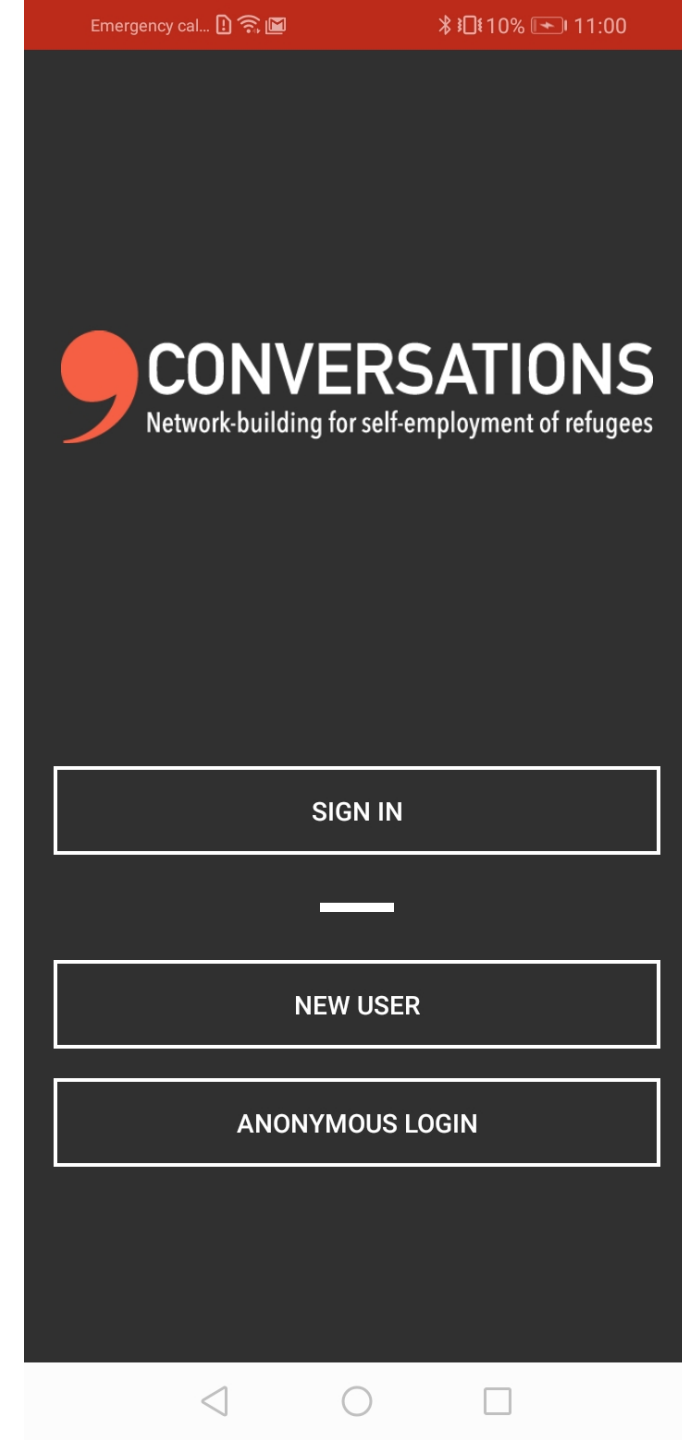 Emergency cal... 10% 11:00
CONVERSATIONS
Network-building for self-employment of refugees
SIGN IN
NEW USER
ANONYMOUS LOGIN